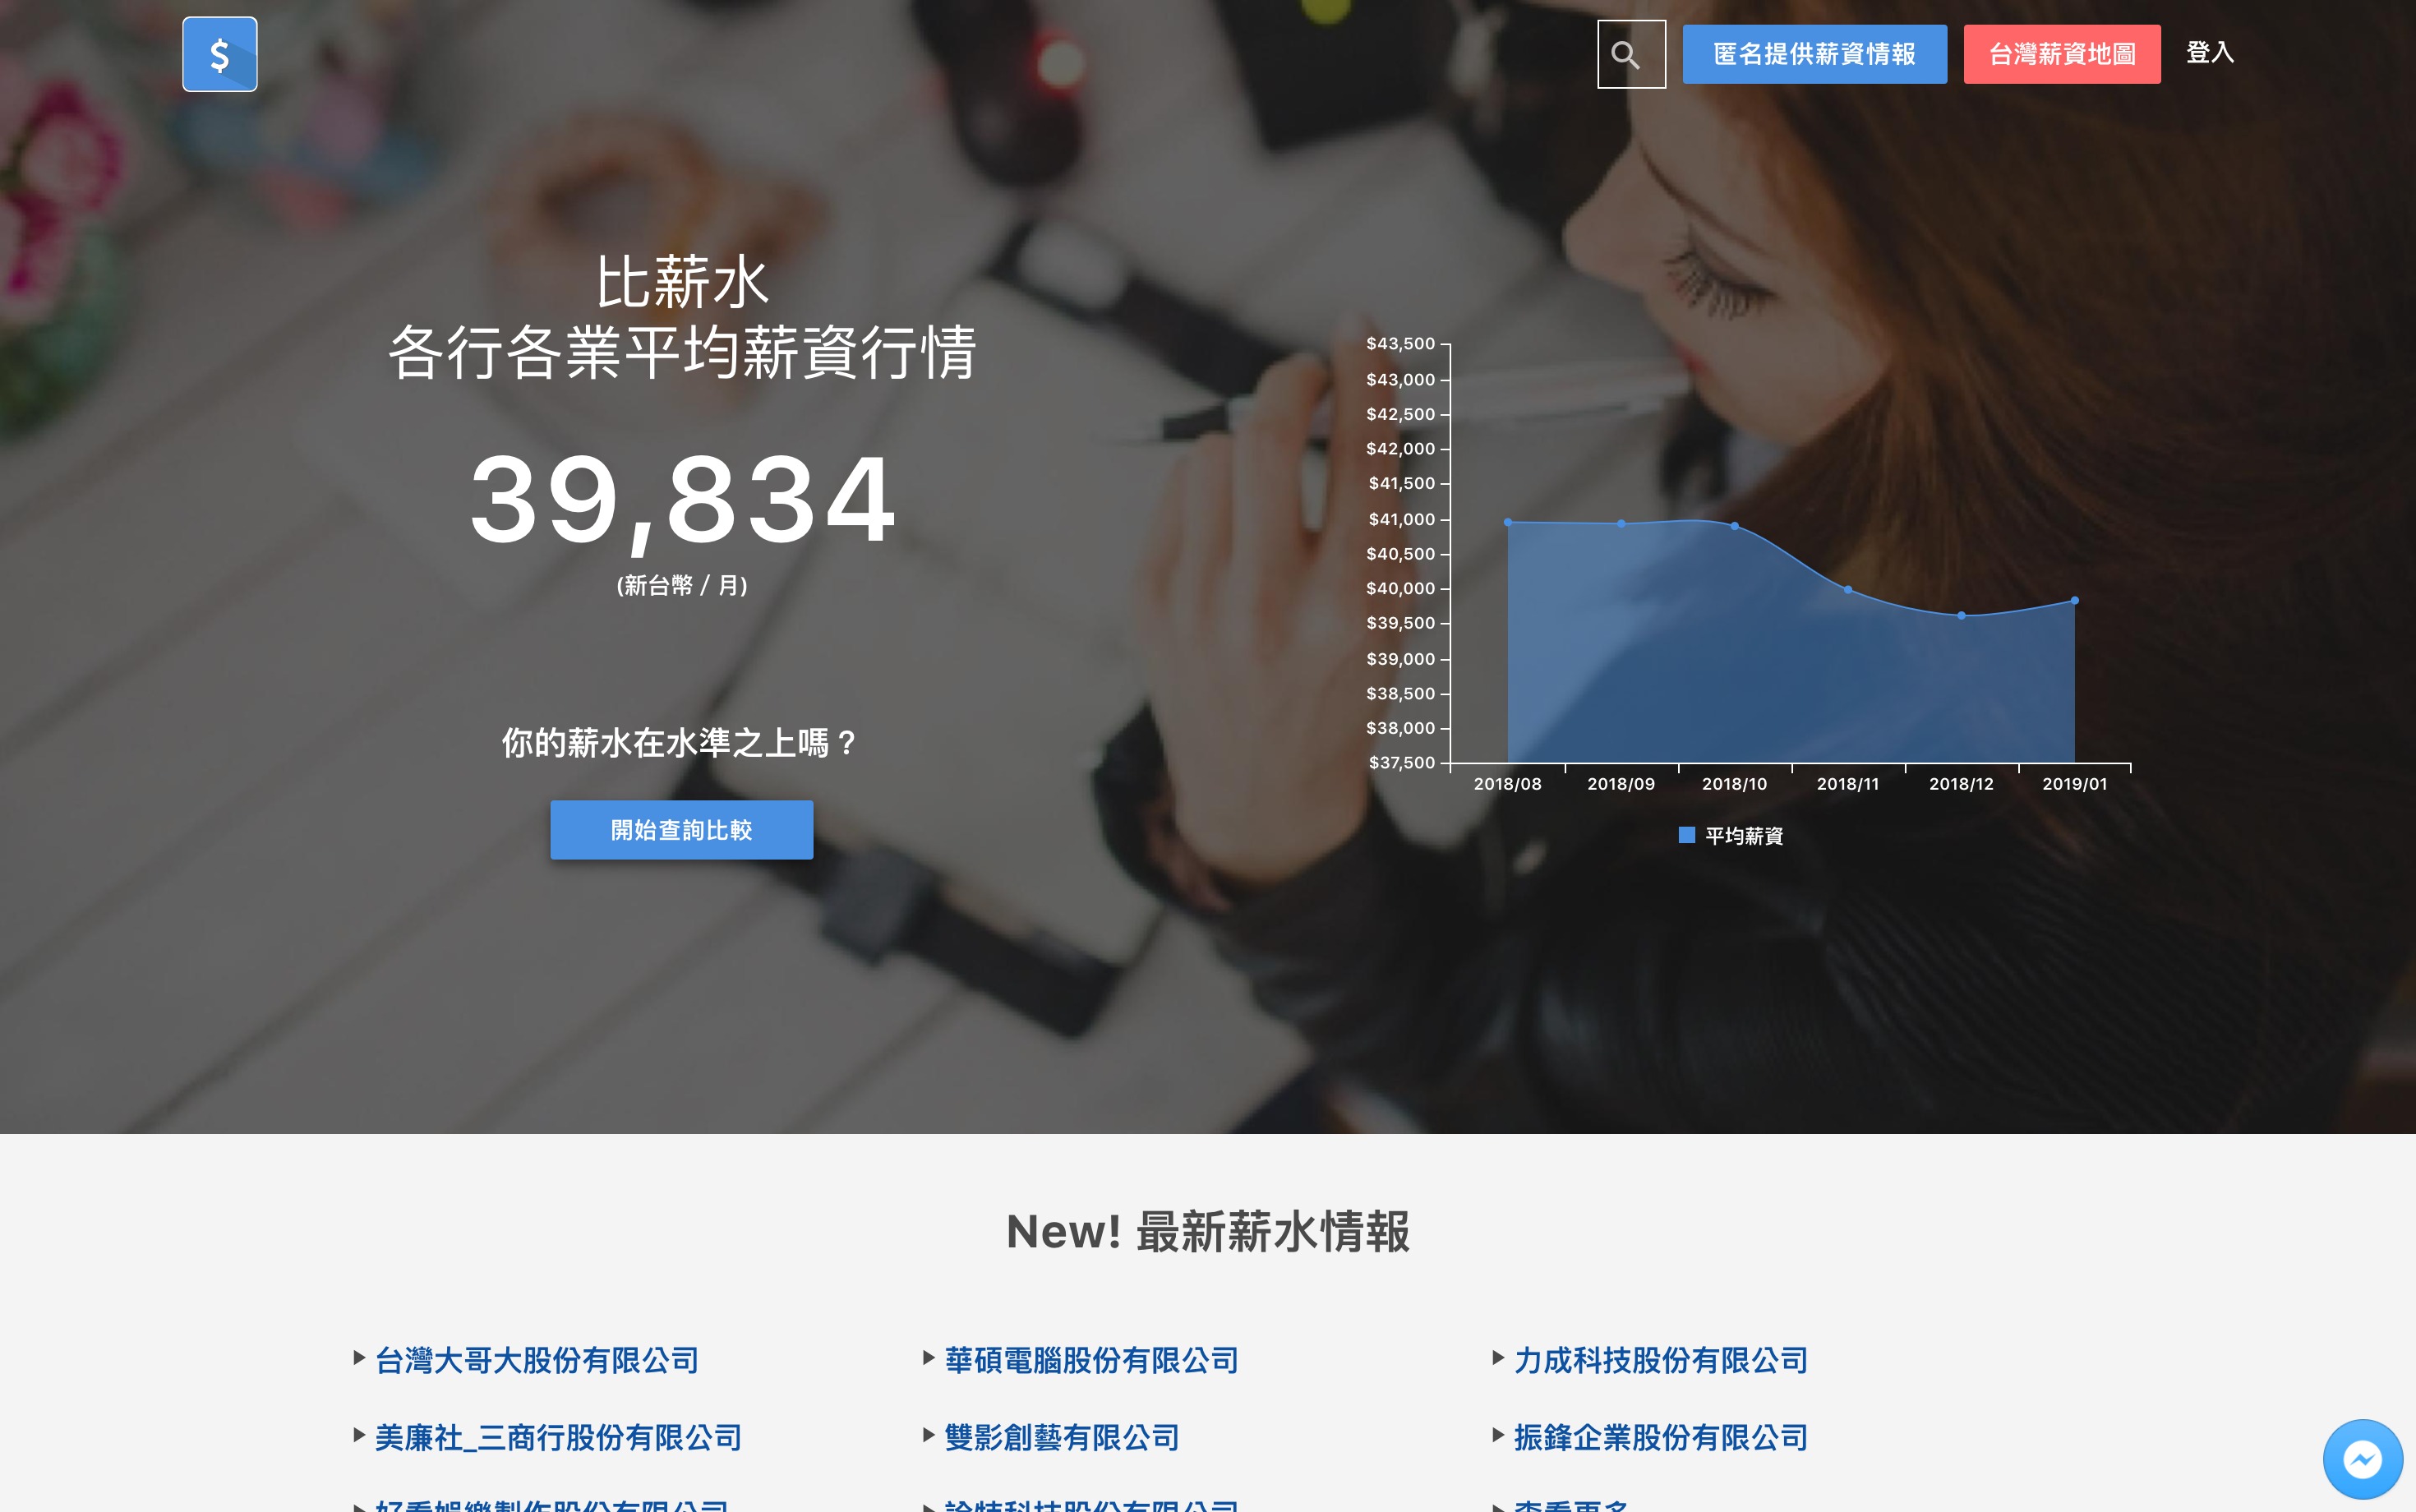 $
匿名提供薪資情報
台灣薪資地圖
登入
比薪水
各行各業平均薪資行情
39,834
(新台幣 / 月)
你的薪水在水準之上嗎？
開始查詢比較
$43,500
$43,000
$42,500
$42,000
$41,500
$41,000
$40,500
$40,000
$39,500
$39,000
$38,500
$38,000
$37,500
2018/08 2018/09 2018/10 2018/11 2018/12 2019/01
平均薪資
New! 最新薪水情報
台灣大哥大股份有限公司
華碩電腦股份有限公司
力成科技股份有限公司
美廉社_三商行股份有限公司
雙影創藝有限公司
振鋒企業股份有限公司